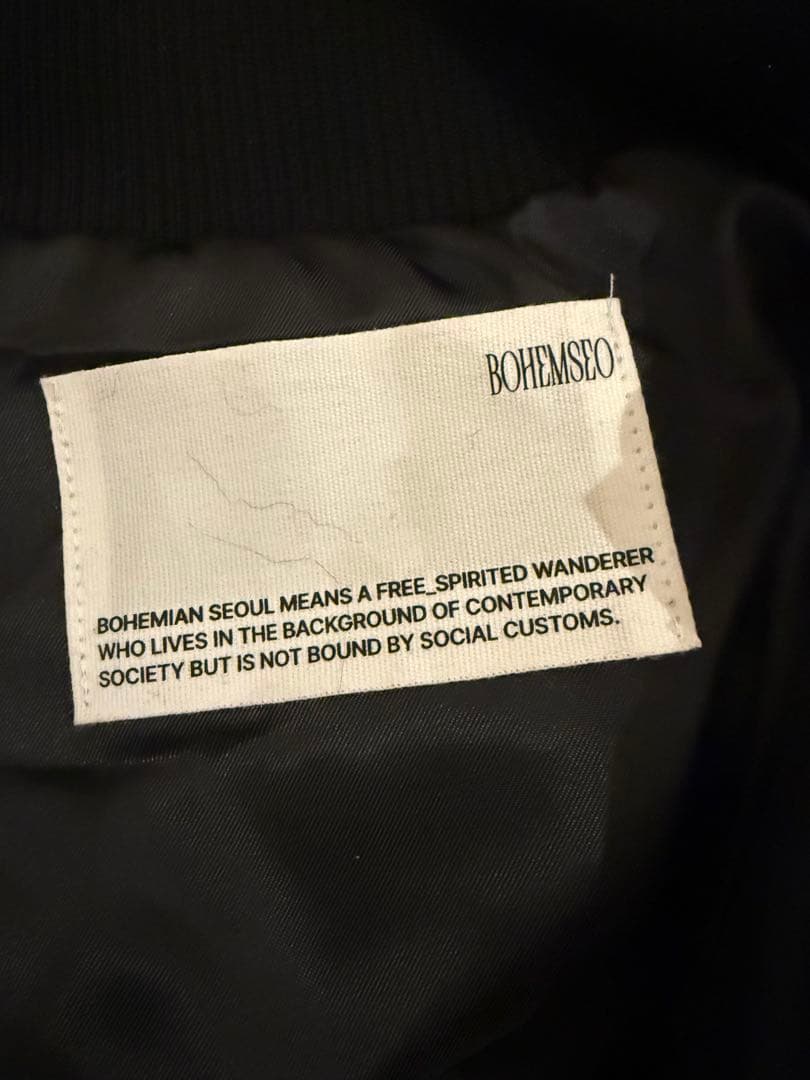 BOHEMSEO
BOHEMIAN SEOUL MEANS A FREE_SPIRITED WANDERER
WHO LIVES IN THE BACKGROUND OF CONTEMPORARY
SOCIETY BUT IS NOT BOUND BY SOCIAL CUSTOMS.